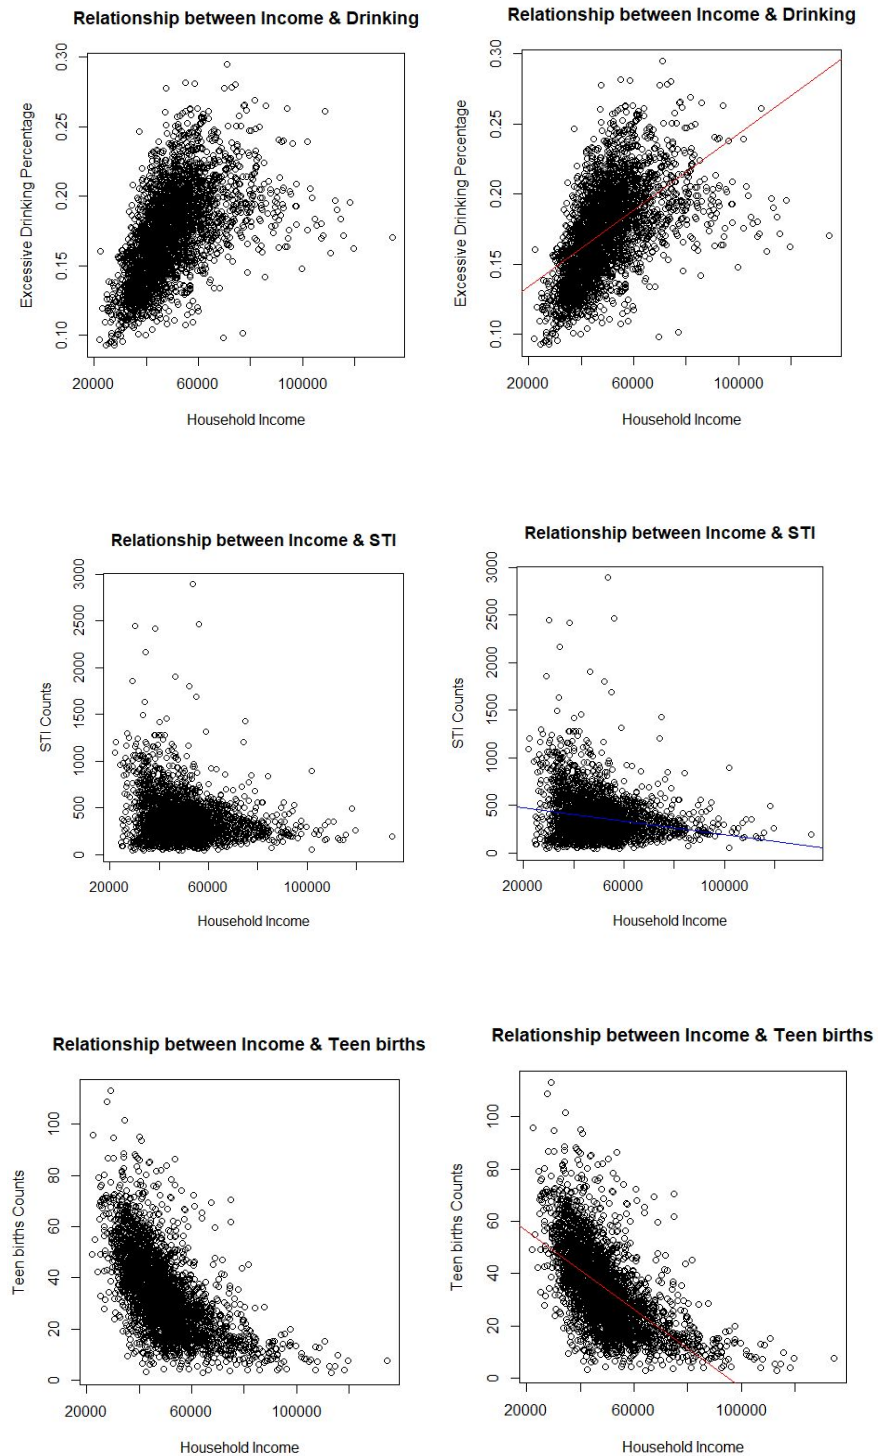 Relationship between Income & Drinking
Excessive Drinking Percentage
0.30
0.25
0.20
0.15
0.10
20000 60000 100000
Household Income
Relationship between Income & Drinking
Excessive Drinking Percentage
0.30
0.25
0.20
0.15
0.10
20000 60000 100000
Household Income
Relationship between Income & STI
STI Counts
3000
2500
2000
1500
1000
500
0
20000 60000 100000
Household Income
Relationship between Income & STI
STI Counts
3000
2500
2000
1500
1000
500
0
20000 60000 100000
Household Income
Relationship between Income & Teen births
Teen births Counts
100
80
60
40
20
0
20000 60000 100000
Household Income
Relationship between Income & Teen births
Teen births Counts
100
80
60
40
20
0
20000 60000 100000
Household Income